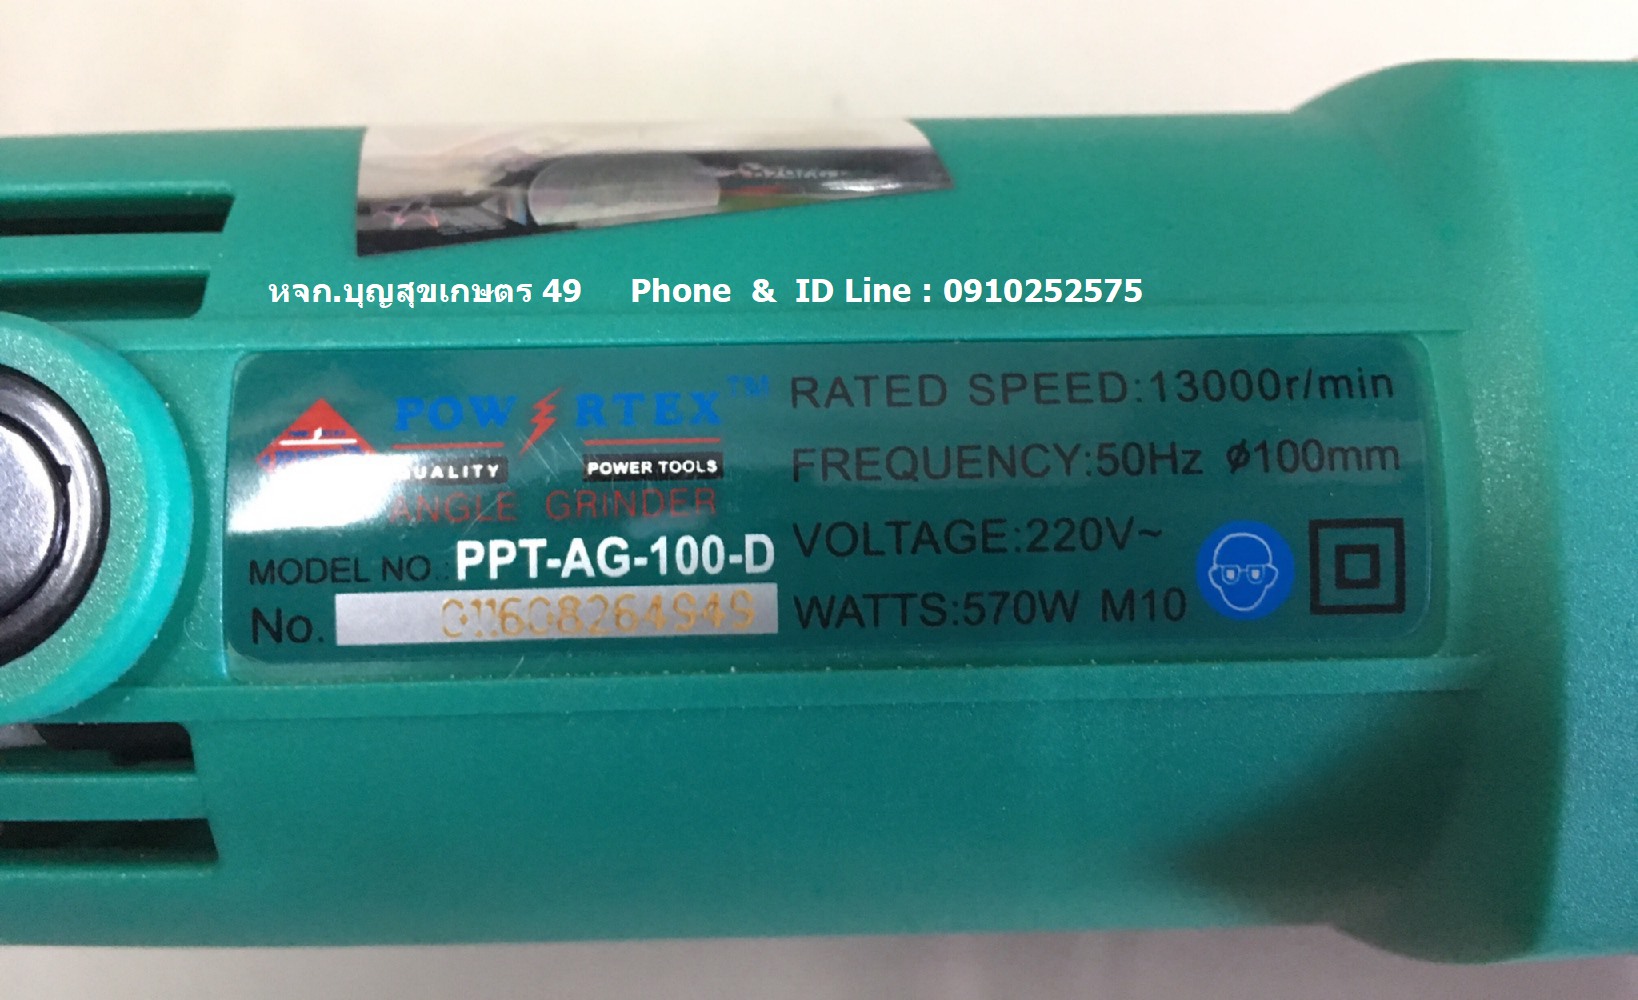 หจก.บุญสุขเกษตร 49 Phone & ID Line : 0910252575
POWERTEX™
QUALITY
POWER TOOLS
ANGLE GRINDER
MODEL NO.: PPT-AG-100-D
No. 011608264949
RATED SPEED:13000r/min
FREQUENCY:50Hz ø100mm
VOLTAGE:220V~
WATTS:570W M10